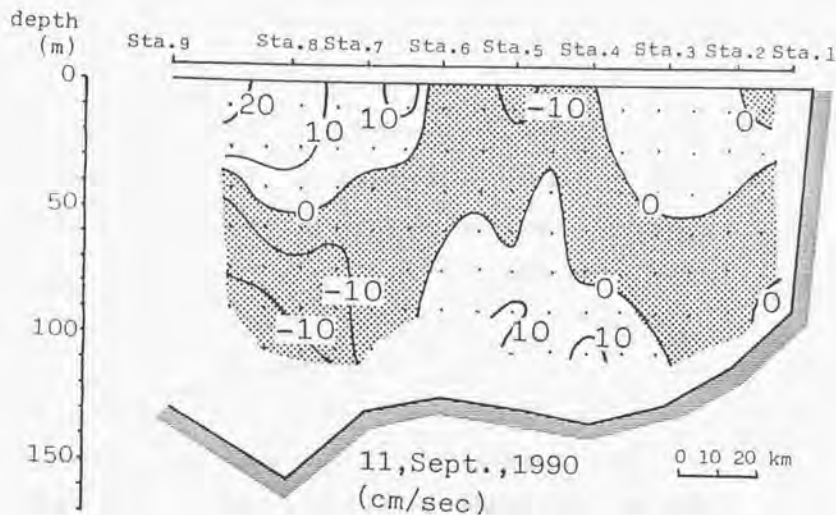 depth
(m)
Sta.9 Sta.8 Sta.7 Sta.6 Sta.5 Sta.4 Sta.3 Sta.2 Sta.1
0
20 10 10 -10 0
50
0 0
-10 0 0
100
-10 10 10
150
11,Sept.,1990
(cm/sec)
0 10 20 km